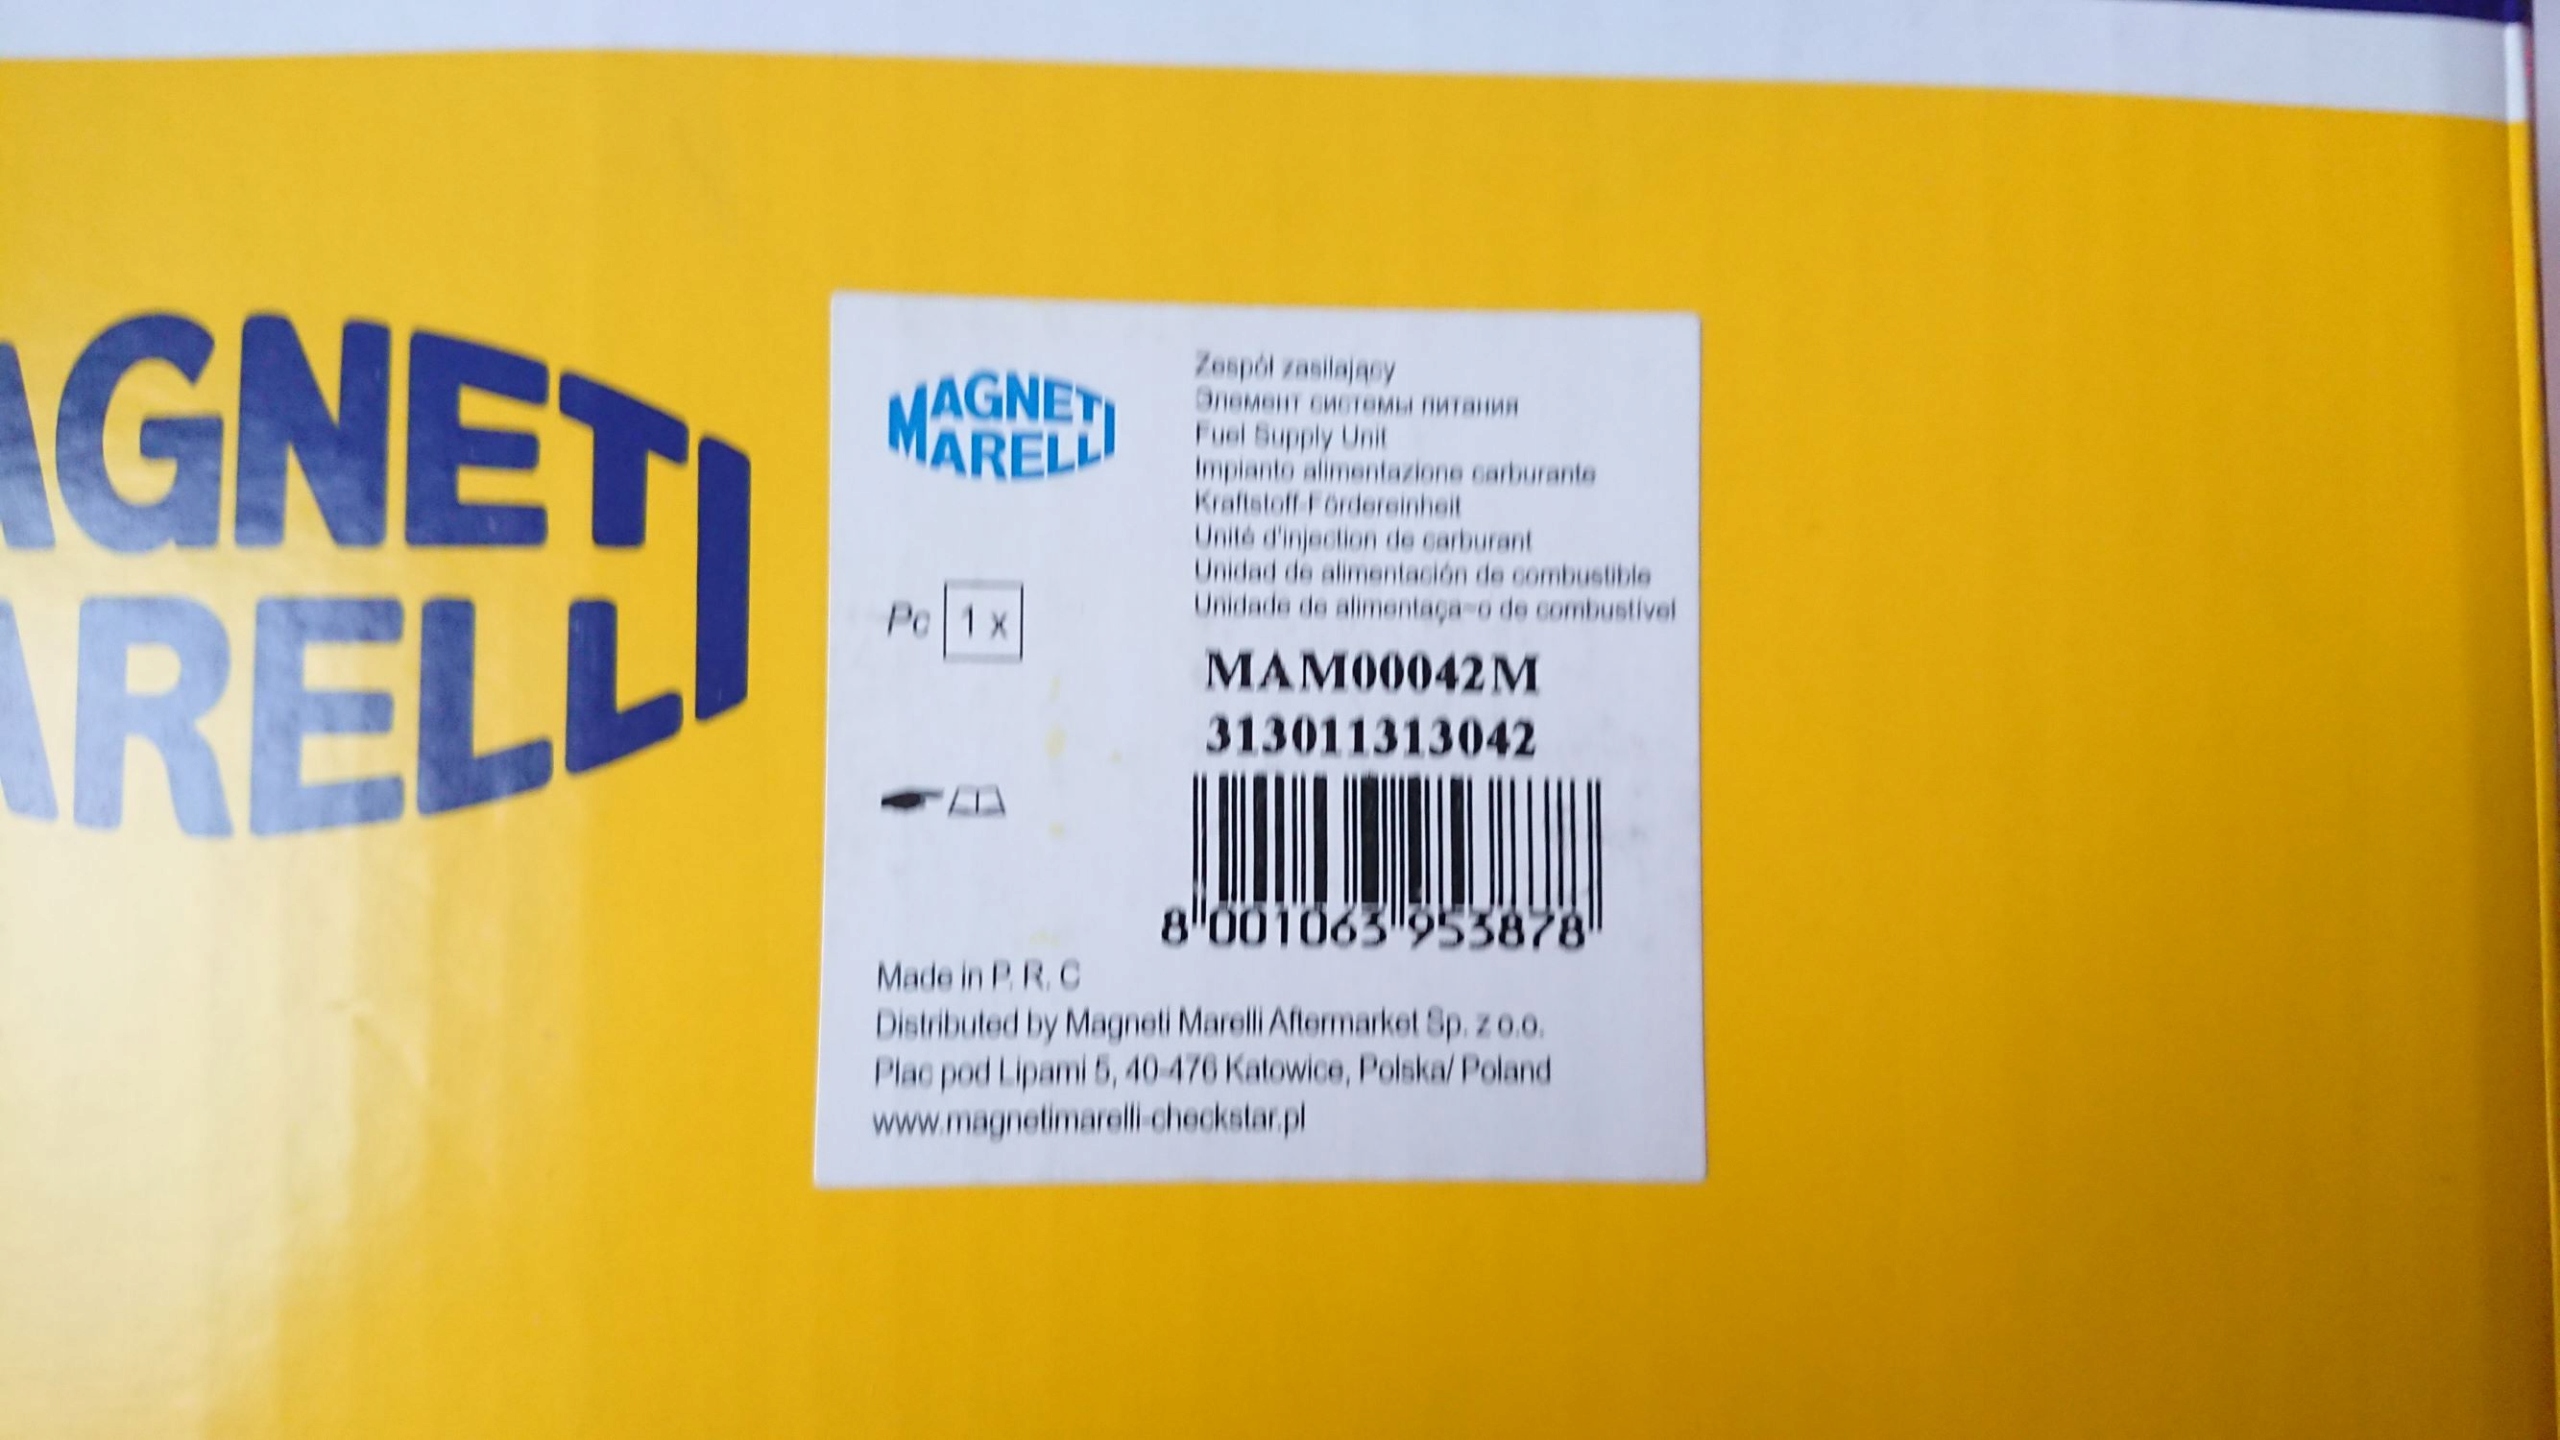 AGNETI
ARELLI
MAGNETI
MARELLI
Pc 1 x
Zespół zasilający
Элемент системы питания
Fuel Supply Unit
Impianto alimentazione carburante
Kraftstoff-Fördereinheit
Unité d'injection de carburant
Unidad de alimentación de combustible
Unidade de alimentaça~o de combustível
MAM00042M
313011313042
8 001063 953878
Made in P. R. C
Distributed by Magneti Marelli Aftermarket Sp. z o.o.
Plac pod Lipami 5, 40-476 Katowice, Polska/ Poland
www.magnetimarelli-checkstar.pl